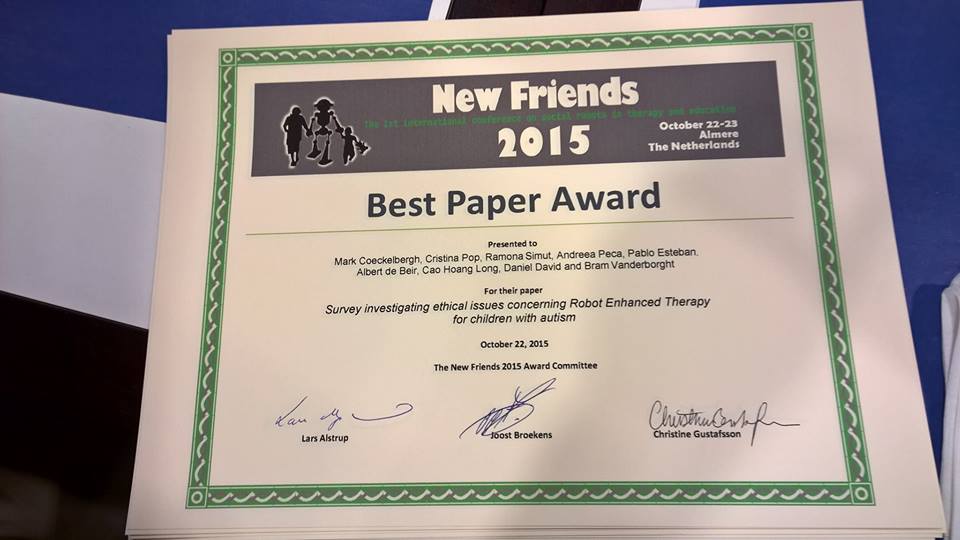 New Friends
The 1st international conference on social robots in therapy and education
2015
October 22-23
Almere
The Netherlands
Best Paper Award
Presented to
Mark Coeckelbergh, Cristina Pop, Ramona Simut, Andreea Peca, Pablo Esteban,
Albert de Beir, Cao Hoang Long, Daniel David and Bram Vanderborght
For their paper
Survey investigating ethical issues concerning Robot Enhanced Therapy
for children with autism
October 22, 2015
The New Friends 2015 Award Committee
Lars Alstrup
Joost Broekens
Christine Gustafsson